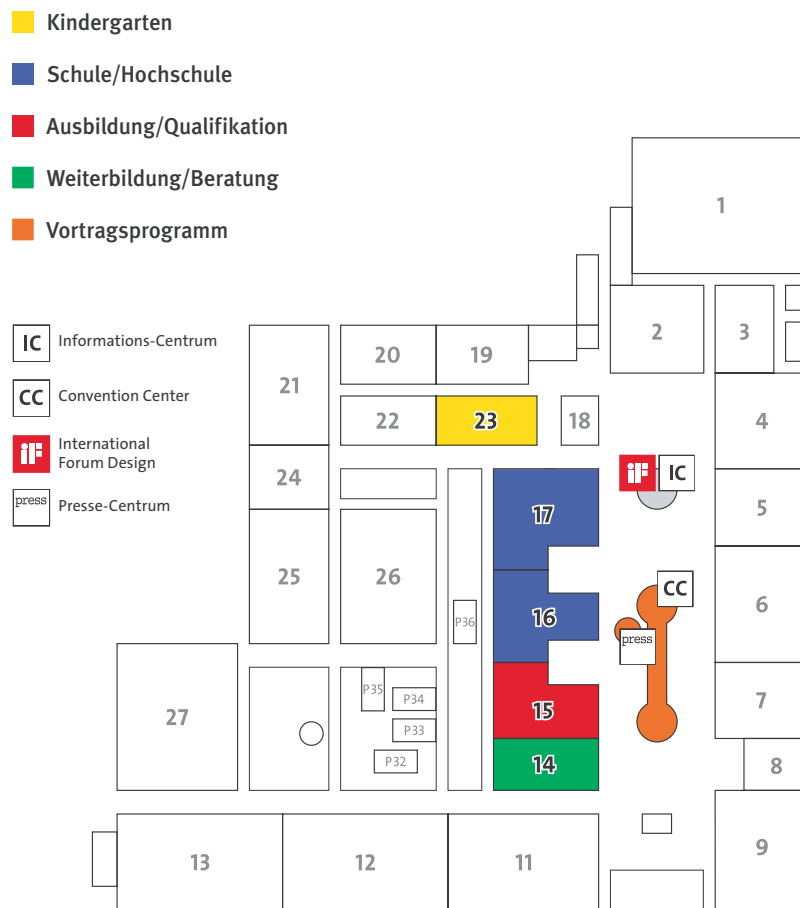 Kindergarten
Schule/Hochschule
Ausbildung/Qualifikation
Weiterbildung/Beratung
Vortragsprogramm
IC Informations-Centrum
CC Convention Center
iF International
Forum Design
press Presse-Centrum
1
2 3
20 19
21
22 23 18 4
24
iF IC
17 5
25 26
CC
16 6
P36
press
P35
P34
27 15 7
P33
P32 14 8
13 12 11 9